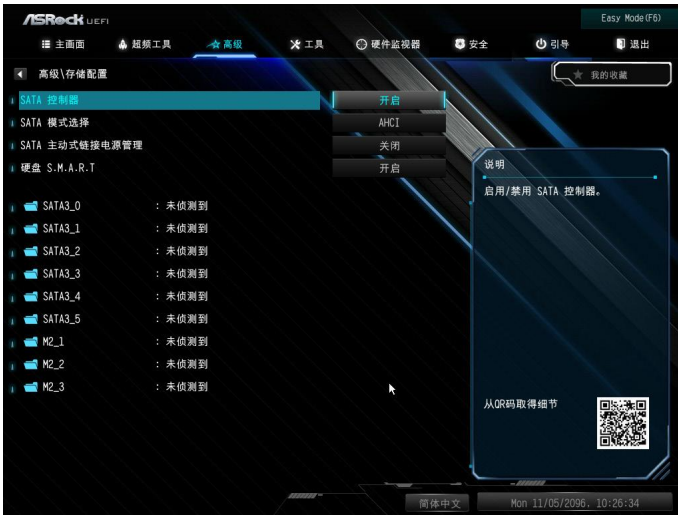 ASRock UEFI
Easy Mode(F6)
主画面 超频工具 高级 工具 硬件监视器 安全 引导 退出
高级\存储配置
我的收藏
SATA 控制器 开启
SATA 模式选择 AHCI
SATA 主动式链接电源管理 关闭
硬盘 S.M.A.R.T 开启
SATA3_0 : 未侦测到
SATA3_1 : 未侦测到
SATA3_2 : 未侦测到
SATA3_3 : 未侦测到
SATA3_4 : 未侦测到
SATA3_5 : 未侦测到
M2_1 : 未侦测到
M2_2 : 未侦测到
M2_3 : 未侦测到
说明
启用/禁用 SATA 控制器。
从QR码取得细节
简体中文
Mon 11/05/2096. 10:26:34